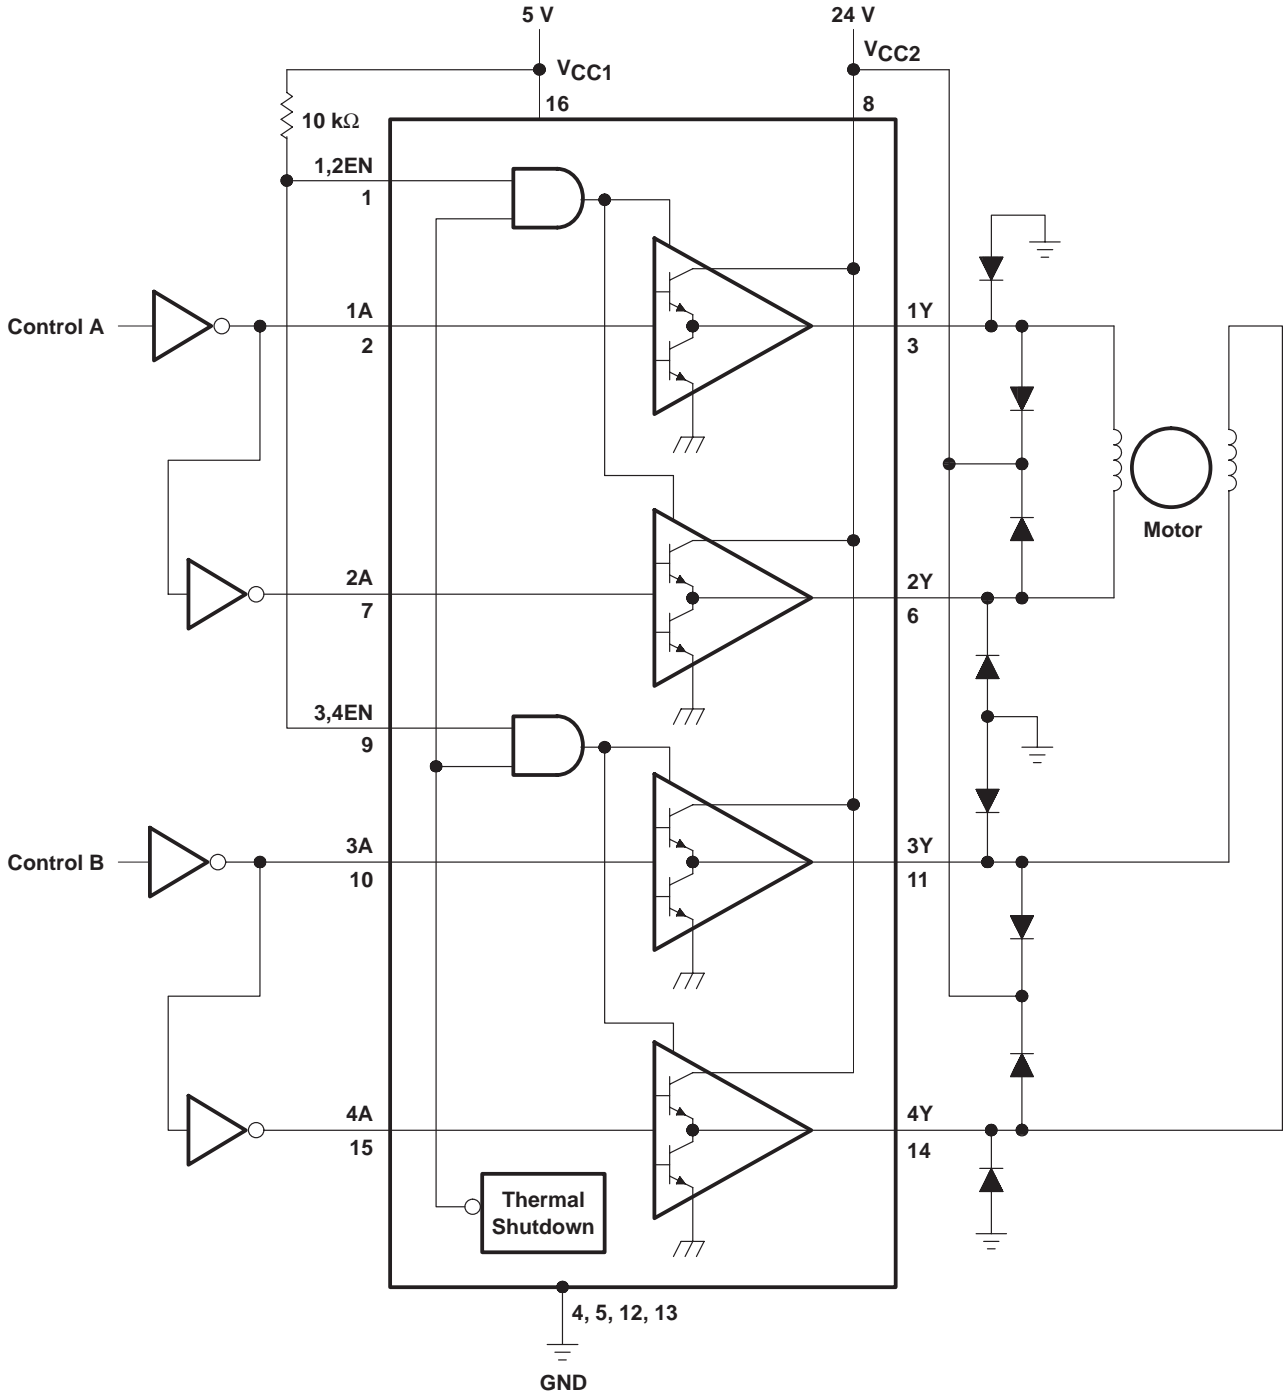 5 V
24 V
VCC1
VCC2
16
8
10 kΩ
1,2EN
1
Control A
1A
2
1Y
3
Motor
2A
7
2Y
6
3,4EN
9
Control B
3A
10
3Y
11
4A
15
4Y
14
Thermal
Shutdown
4, 5, 12, 13
GND